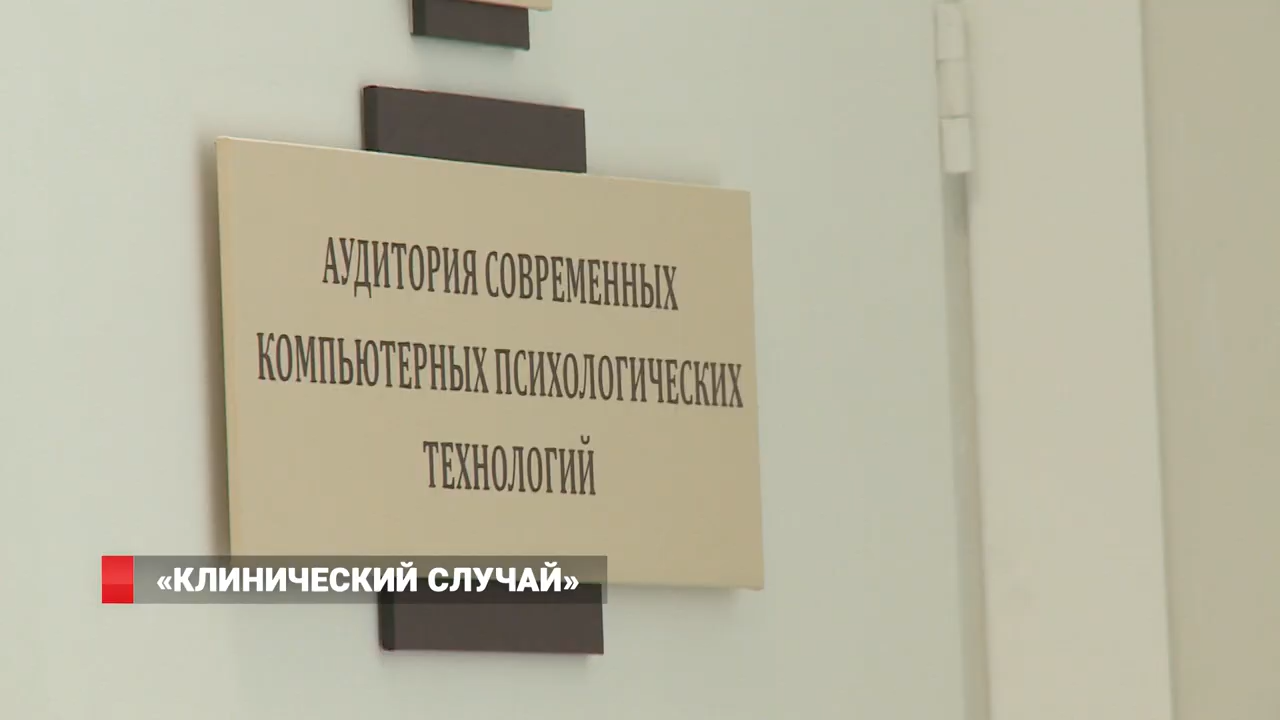 АУДИТОРИЯ СОВРЕМЕННЫХ
КОМПЬЮТЕРНЫХ ПСИХОЛОГИЧЕСКИХ
ТЕХНОЛОГИЙ
«КЛИНИЧЕСКИЙ СЛУЧАЙ»